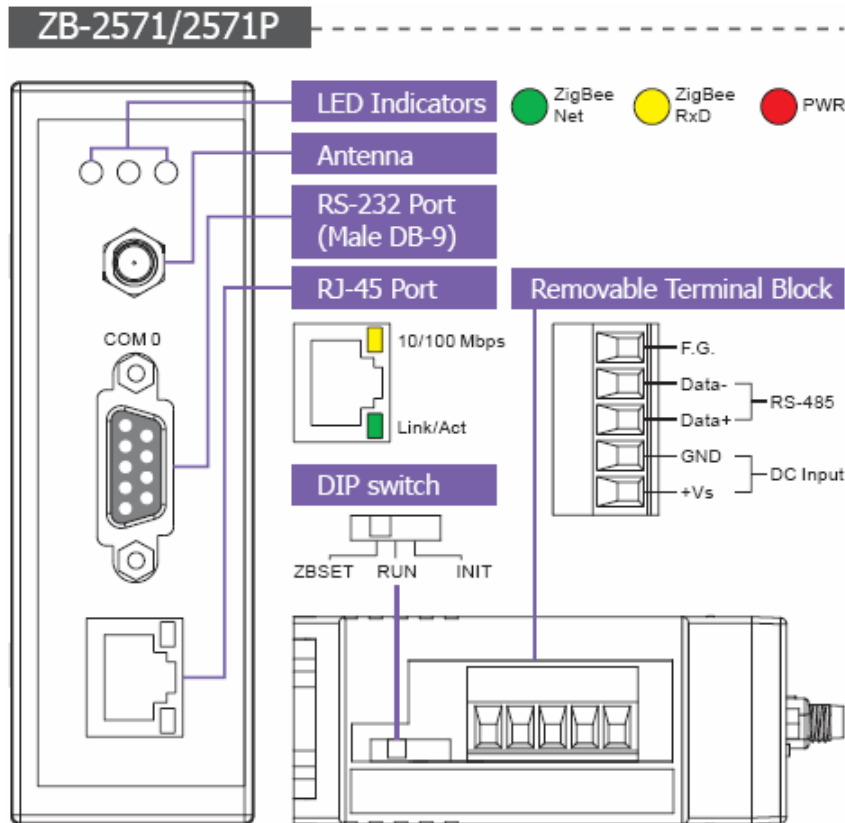 ZB-2571/2571P
LED Indicators
ZigBee
Net
ZigBee
RxD
PWR
Antenna
RS-232 Port
(Male DB-9)
RJ-45 Port
Removable Terminal Block
COM 0
10/100 Mbps
Link/Act
F.G.
Data-
Data+
RS-485
GND
+Vs
DC Input
DIP switch
ZBSET RUN INIT